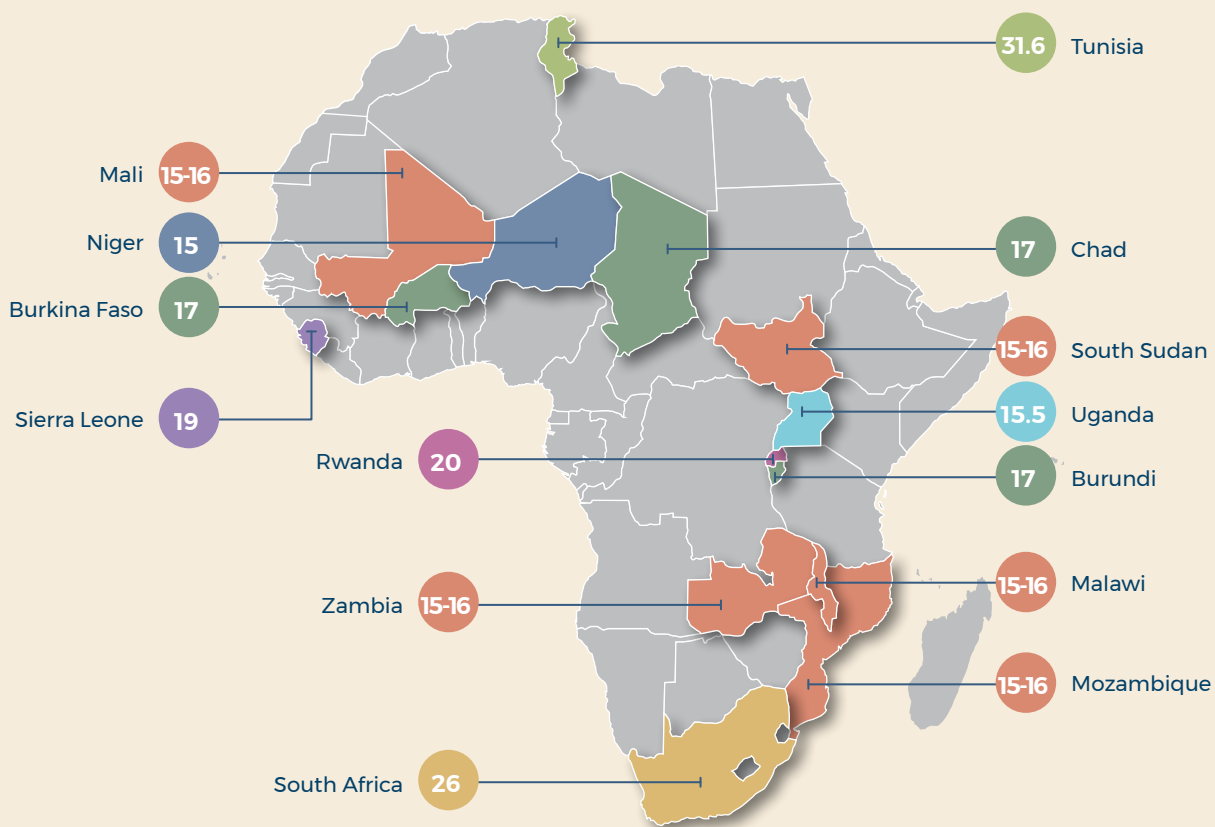 31.6 Tunisia
Mali 15-16
Niger 15
17 Chad
Burkina Faso 17
15-16 South Sudan
Sierra Leone 19
15.5 Uganda
Rwanda 20
17 Burundi
15-16 Malawi
Zambia 15-16
15-16 Mozambique
South Africa 26